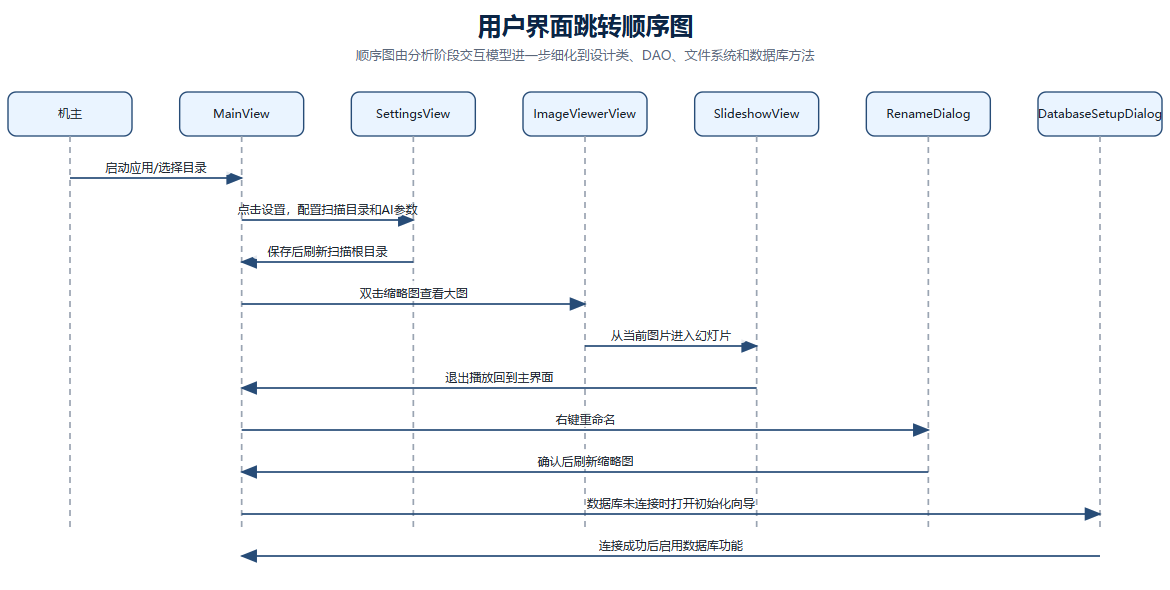 用户界面跳转顺序图
顺序图由分析阶段交互模型进一步细化到设计类、DAO、文件系统和数据库方法
机主
MainView
SettingsView
ImageViewerView
SlideshowView
RenameDialog
DatabaseSetupDialog
启动应用/选择目录
点击设置，配置扫描目录和AI参数
保存后刷新扫描根目录
双击缩略图查看大图
从当前图片进入幻灯片
退出播放回到主界面
右键重命名
确认后刷新缩略图
数据库未连接时打开初始化向导
连接成功后启用数据库功能